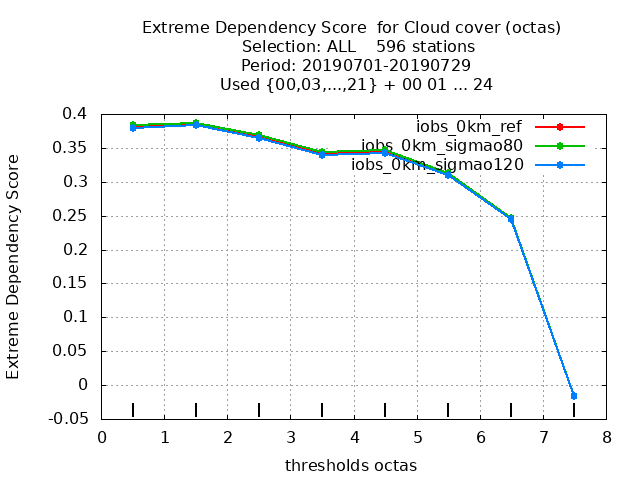 Extreme Dependency Score  for Cloud cover (octas)
Selection: ALL    596 stations
Period: 20190701-20190729
Used {00,03,...,21} + 00 01 ... 24
Extreme Dependency Score
0.4
0.35
0.3
0.25
0.2
0.15
0.1
0.05
0
-0.05
iobs_0km_ref
iobs_0km_sigmao80
iobs_0km_sigmao120
0 1 2 3 4 5 6 7 8
thresholds octas